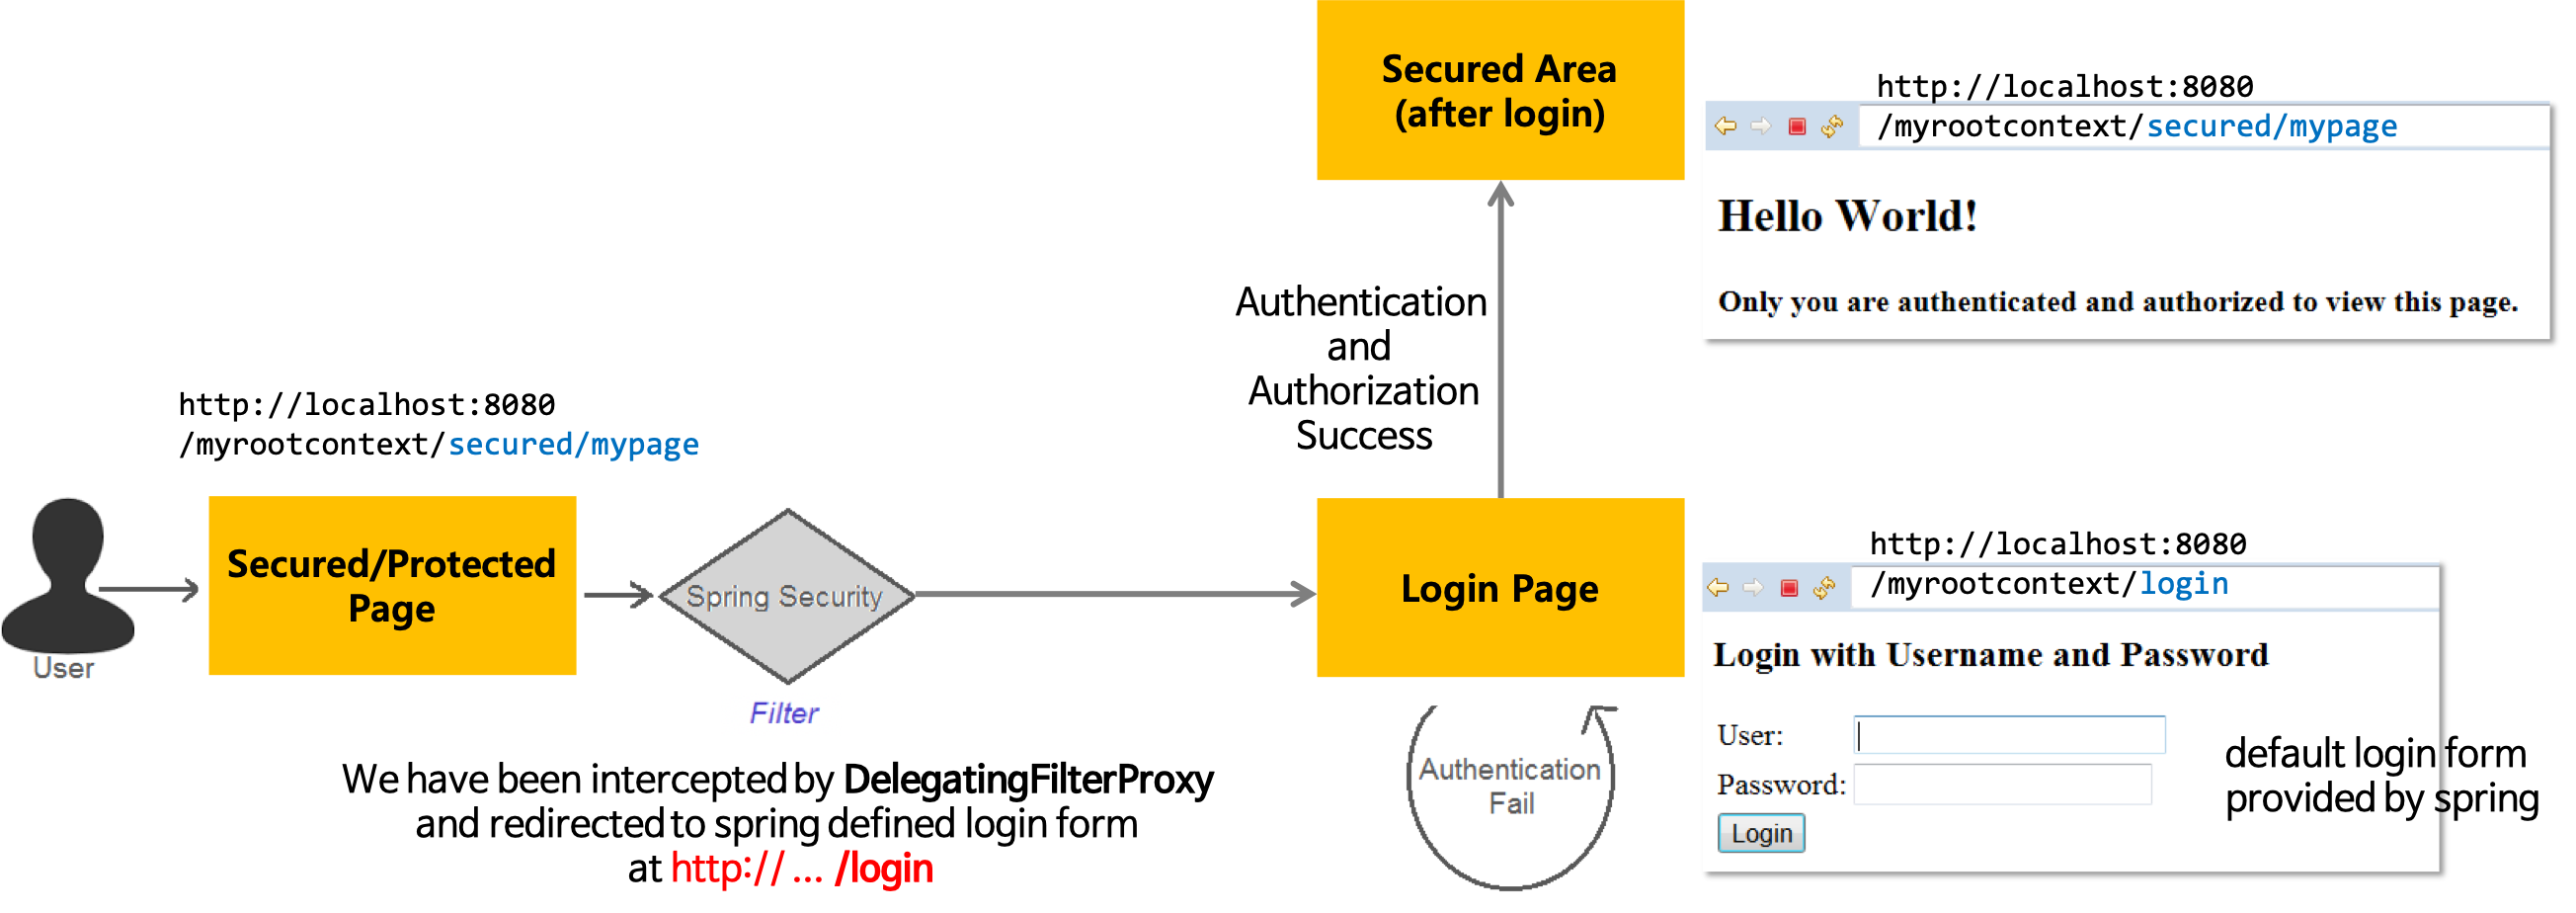 Secured Area
(after login)
http://localhost:8080
/myrootcontext/secured/mypage
Hello World!
Only you are authenticated and authorized to view this page.
Authentication
and
Authorization
Success
http://localhost:8080
/myrootcontext/secured/mypage
User
Secured/Protected
Page
Spring Security
Filter
We have been intercepted by DelegatingFilterProxy
and redirected to spring defined login form
at http:// ... /login
Login Page
Authentication
Fail
http://localhost:8080
/myrootcontext/login
Login with Username and Password
User:
Password:
Login
default login form
provided by spring